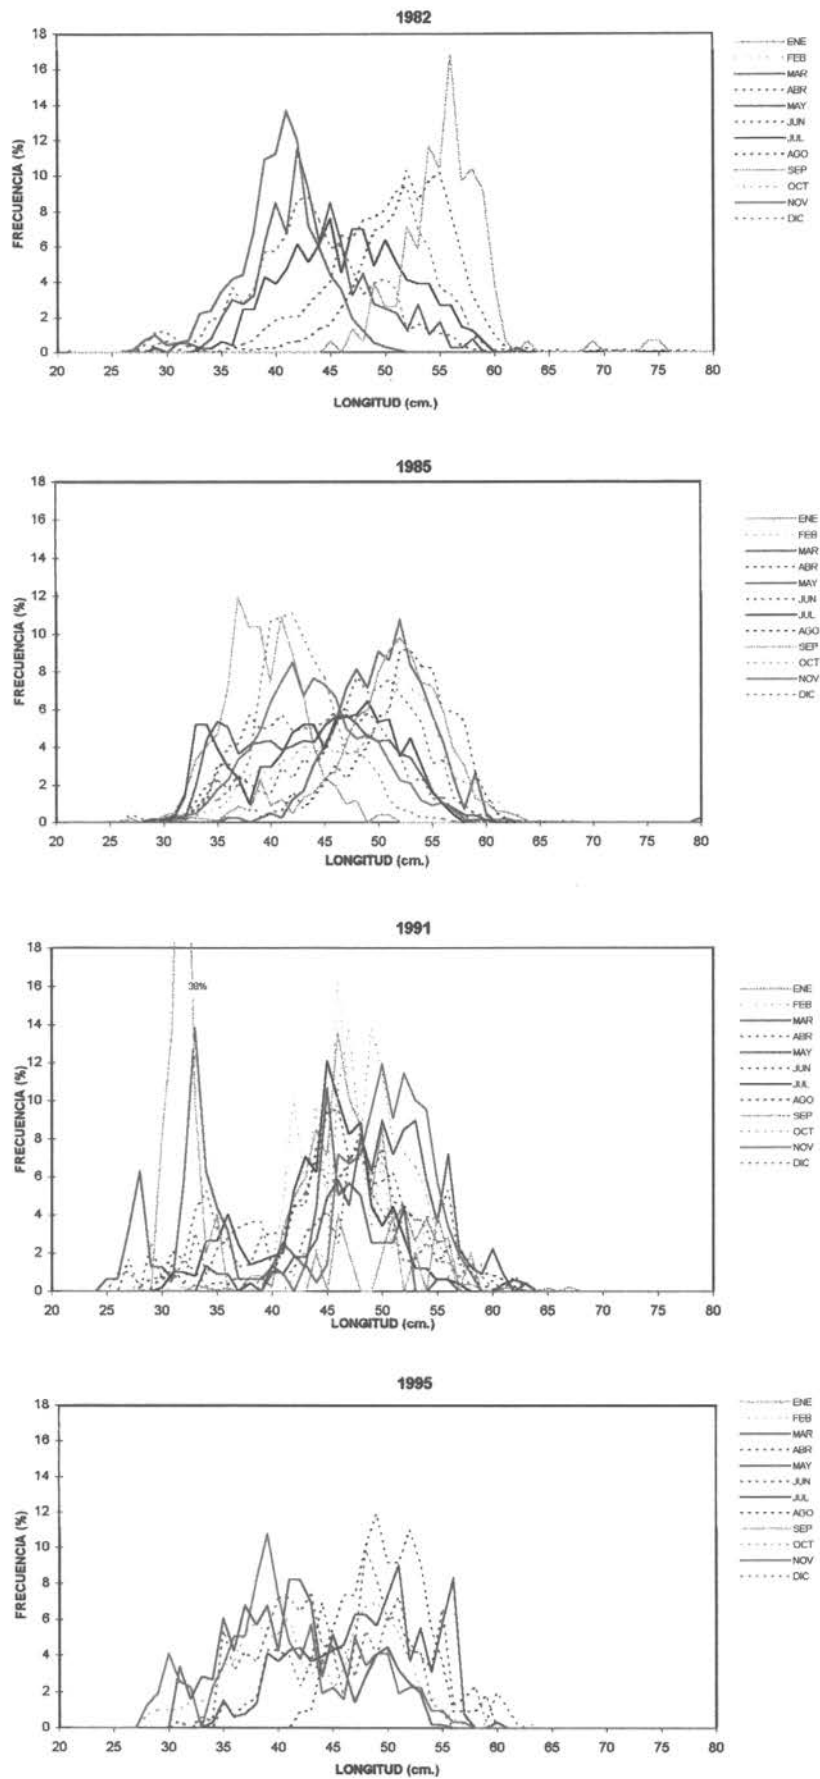 1982
18
16
14
12
10
8
6
4
2
0
FRECUENCIA (%)
20 25 30 35 40 45 50 55 60 65 70 75 80
LONGITUD (cm.)
ENE
FEB
MAR
ABR
MAY
JUN
JUL
AGO
SEP
OCT
NOV
DIC
1985
18
16
14
12
10
8
6
4
2
0
FRECUENCIA (%)
20 25 30 35 40 45 50 55 60 65 70 75 80
LONGITUD (cm.)
ENE
FEB
MAR
ABR
MAY
JUN
JUL
AGO
SEP
OCT
NOV
DIC
1991
18
16
14
12
10
8
6
4
2
0
FRECUENCIA (%)
38%
20 25 30 35 40 45 50 55 60 65 70 75 80
LONGITUD (cm.)
ENE
FEB
MAR
ABR
MAY
JUN
JUL
AGO
SEP
OCT
NOV
DIC
1995
18
16
14
12
10
8
6
4
2
0
FRECUENCIA (%)
20 25 30 35 40 45 50 55 60 65 70 75 80
LONGITUD (cm.)
ENE
FEB
MAR
ABR
MAY
JUN
JUL
AGO
SEP
OCT
NOV
DIC